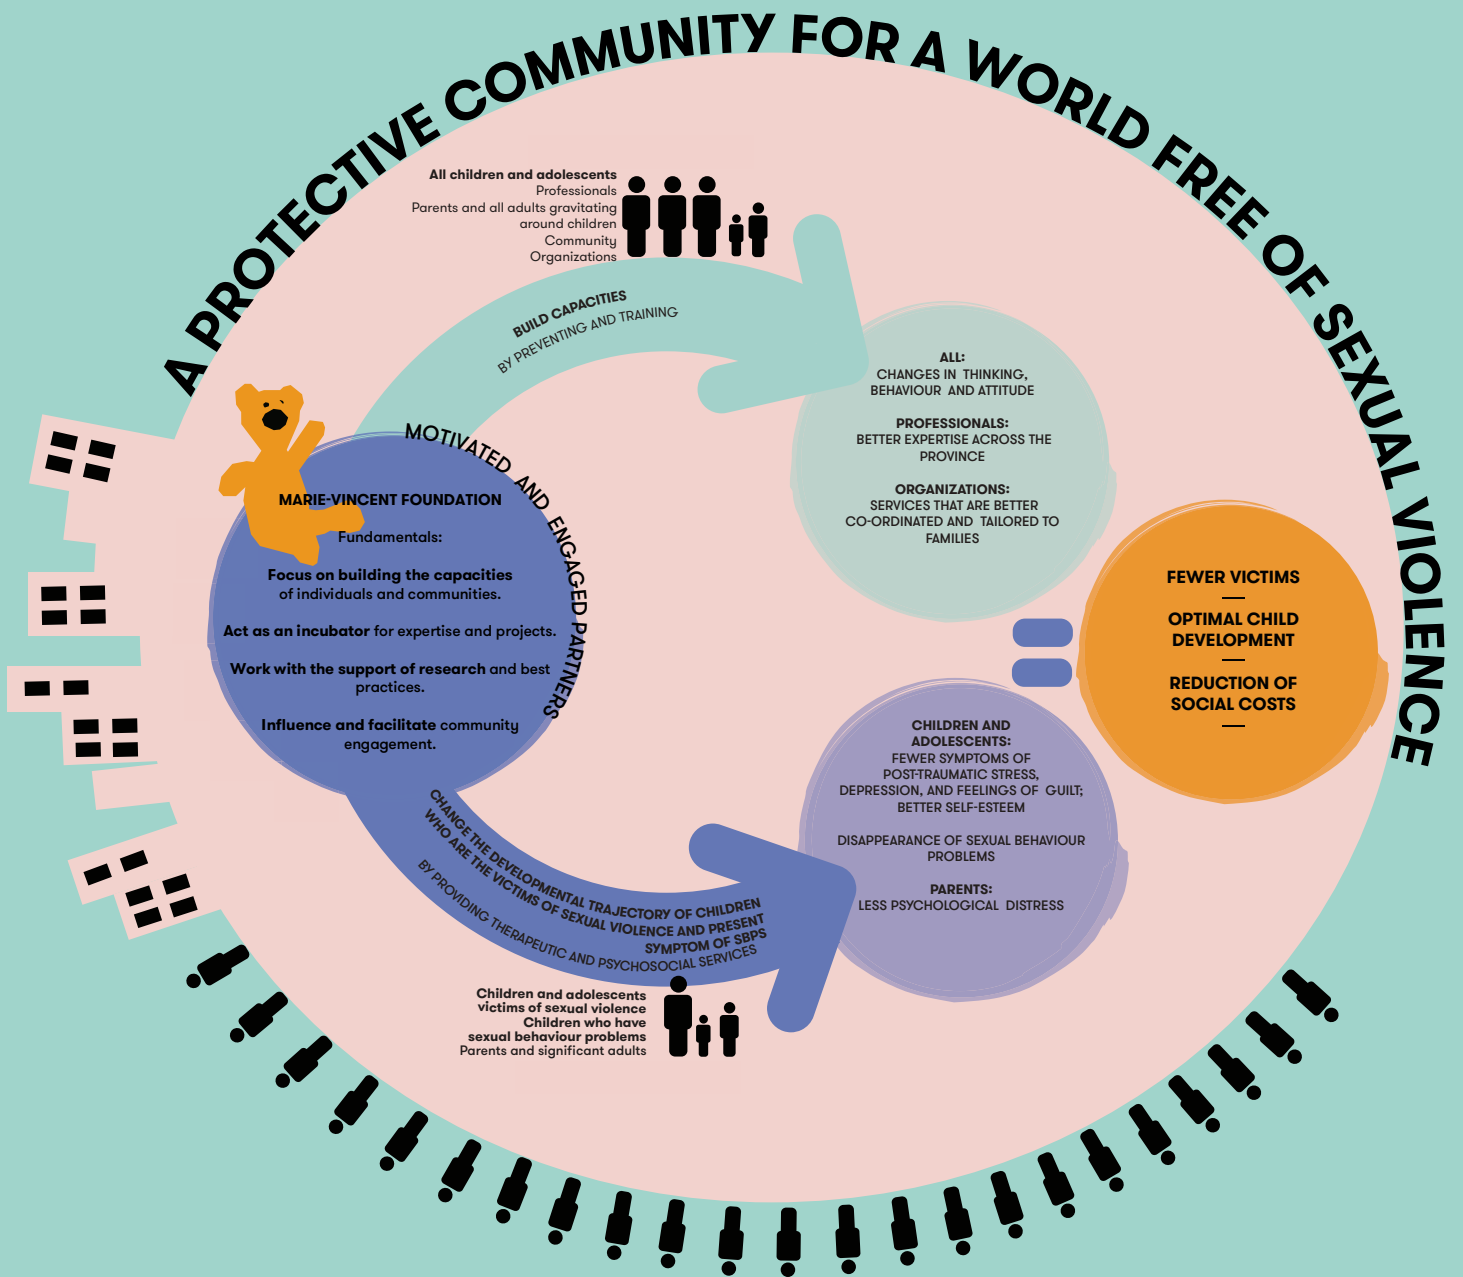 A PROTECTIVE COMMUNITY FOR A WORLD FREE OF SEXUAL VIOLENCE
All children and adolescents
Professionals
Parents and all adults gravitating
around children
Community
Organizations
BUILD CAPACITIES
BY PREVENTING AND TRAINING
ALL:
CHANGES IN THINKING,
BEHAVIOUR AND ATTITUDE
PROFESSIONALS:
BETTER EXPERTISE ACROSS THE
PROVINCE
ORGANIZATIONS:
SERVICES THAT ARE BETTER
CO-ORDINATED AND TAILORED TO
FAMILIES
MOTIVATED AND ENGAGED PARTNERS
MARIE-VINCENT FOUNDATION
Fundamentals:
Focus on building the capacities
of individuals and communities.
Act as an incubator for expertise and projects.
Work with the support of research and best
practices.
Influence and facilitate community
engagement.
FEWER VICTIMS
OPTIMAL CHILD
DEVELOPMENT
REDUCTION OF
SOCIAL COSTS
CHILDREN AND
ADOLESCENTS:
FEWER SYMPTOMS OF
POST-TRAUMATIC STRESS,
DEPRESSION, AND FEELINGS OF GUILT;
BETTER SELF-ESTEEM
DISAPPEARANCE OF SEXUAL BEHAVIOUR
PROBLEMS
PARENTS:
LESS PSYCHOLOGICAL DISTRESS
CHANGE THE DEVELOPMENTAL TRAJECTORY OF CHILDREN
WHO ARE THE VICTIMS OF SEXUAL VIOLENCE AND PRESENT
SYMPTOM OF SBPS
BY PROVIDING THERAPEUTIC AND PSYCHOSOCIAL SERVICES
Children and adolescents
victims of sexual violence
Children who have
sexual behaviour problems
Parents and significant adults